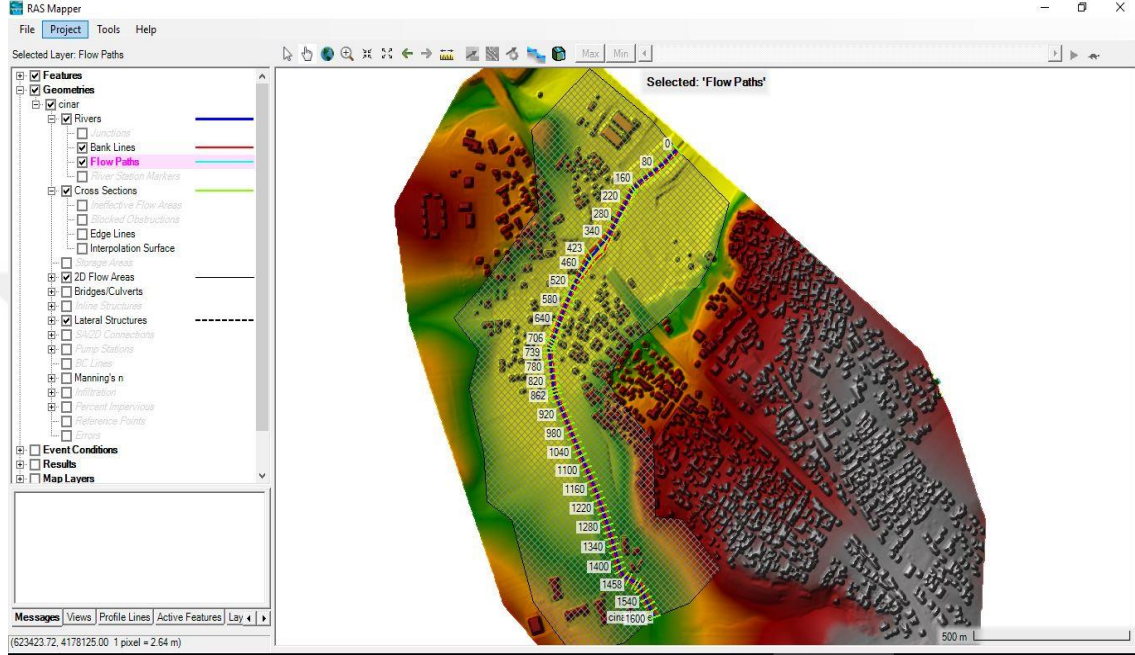 RAS Mapper
File Project Tools Help
Selected Layer: Flow Paths
Max Min
Features
Geometries
cinar
Rivers
Junctions
Bank Lines
Flow Paths
River Station Markers
Cross Sections
Ineffective Flow Areas
Blocked Obstructions
Edge Lines
Interpolation Surface
Storage Areas
2D Flow Areas
Bridges/Culverts
Inline Structures
Lateral Structures
SA/2D Connections
Pump Stations
BC Lines
Manning's n
Infiltration
Percent Impervious
Reference Points
Errors
Event Conditions
Results
Map Layers
Messages Views Profile Lines Active Features Lay
(623423.72, 4178125.00 1 pixel = 2.64 m)
Selected: 'Flow Paths'
0
80
160
220
280
340
423
460
520
580
640
706
739
780
820
862
920
980
1040
1100
1160
1220
1280
1340
1400
1458
1540
1600
500 m